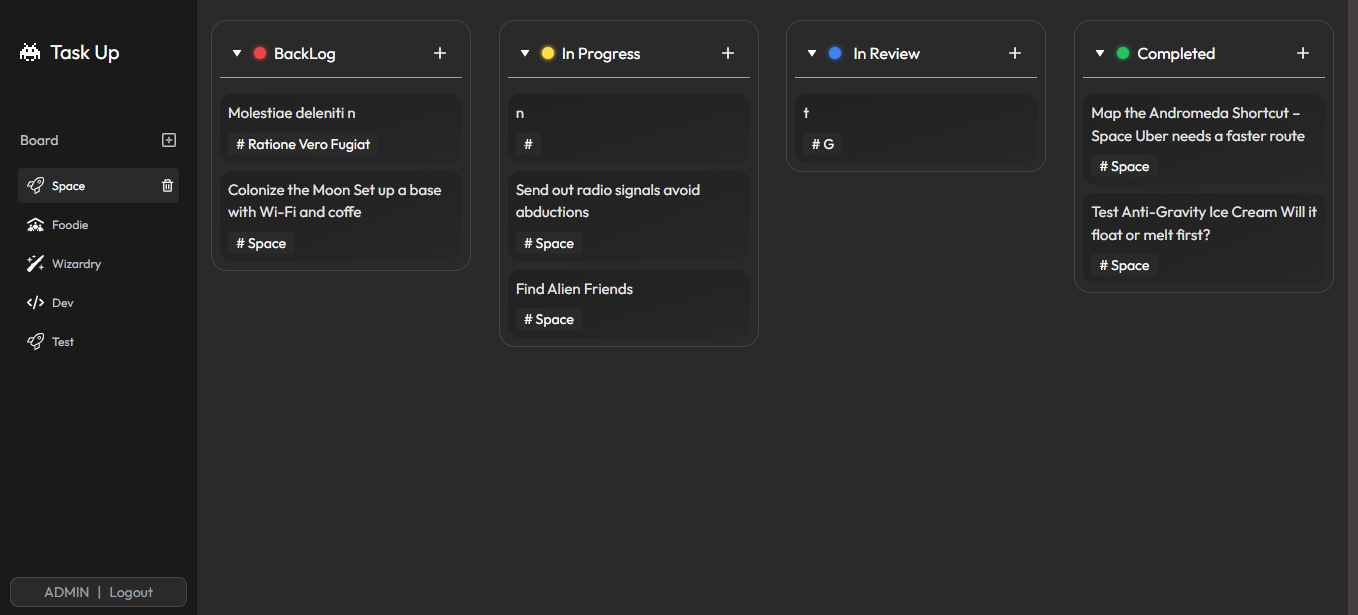 Task Up
Board
Space
Foodie
Wizardry
Dev
Test
ADMIN | Logout
BackLog
Molestiae deleniti n
# Ratione Vero Fugiat
Colonize the Moon Set up a base
with Wi-Fi and coffe
# Space
In Progress
n
#
Send out radio signals avoid
abductions
# Space
Find Alien Friends
# Space
In Review
t
# G
Completed
Map the Andromeda Shortcut –
Space Uber needs a faster route
# Space
Test Anti-Gravity Ice Cream Will it
float or melt first?
# Space